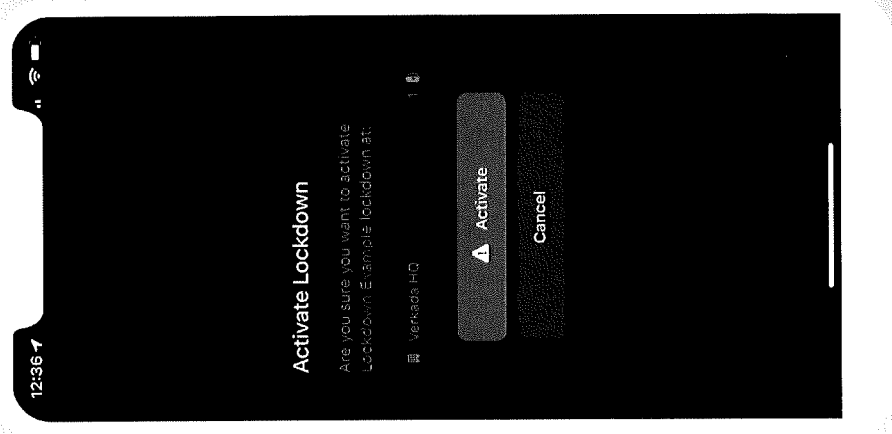 12:36
Activate Lockdown
Are you sure you want to activate
Lockdown Example lockdown at:
Verkada HQ 1
Activate
Cancel